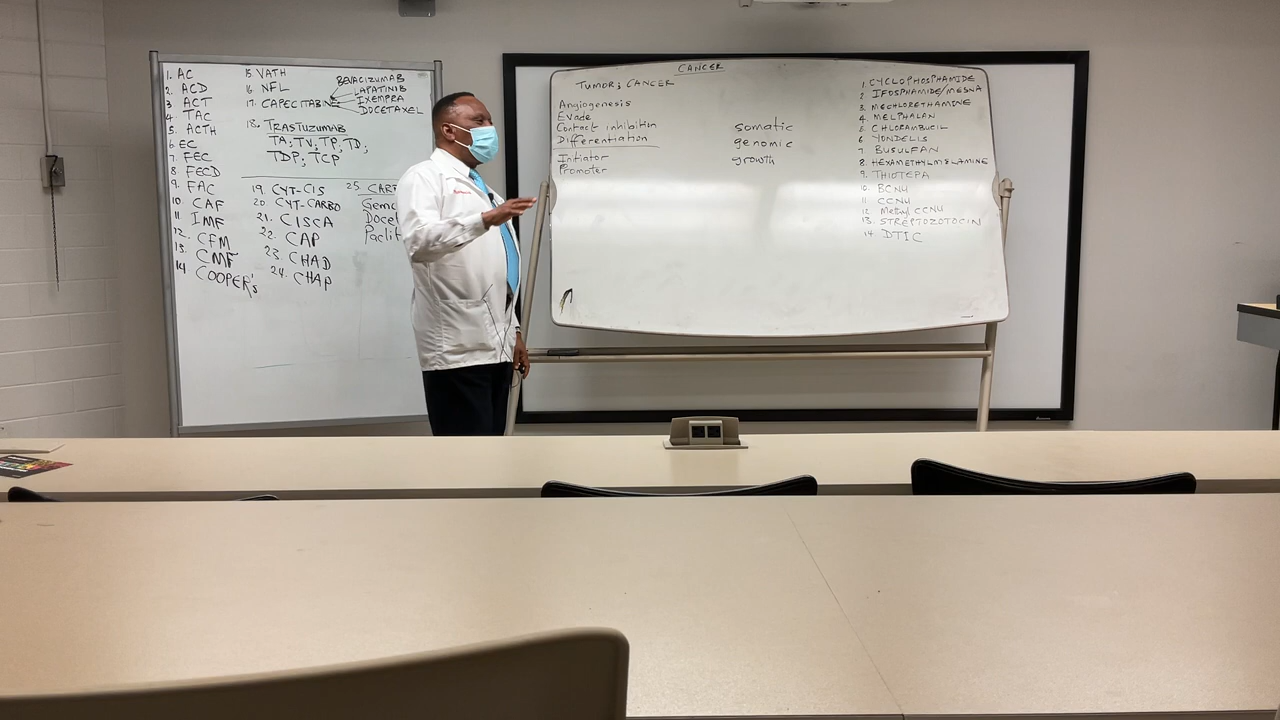 1. AC
2. ACD
3 ACT
4 TAC
5. ACTH
6 EC
7. FEC
8 FECD
9. FAC
10. CAF
11. IMF
12. CFM
13. CMF
14 COOPER's
15 VATH
16. NFL
17. CAPECITABINE
BEVACIZUMAB
LAPATINIB
IXEMPRA
DOCETAXEL
18. TRASTUZUMAB
TA, TV, TP, TD,
TDP, TCP
19. CYT-CIS
20. CYT-CARBO
21. CISCA
22. CAP
23. CHAD
24. CHAP
25. CAR
Gem
Doce
Pacli
CANCER
TUMOR & CANCER
Angiogenesis
Evade
Contact inhibition
Differentiation
Initiator
Promoter
somatic
genomic
growth
1. CYCLOPHOSPHAMIDE
2. IFOSPHAMIDE/MESNA
3. MECHLORETHAMINE
4. MELPHALAN
5. CHLORAMBUCIL
6 YONDELIS
7. BUSULFAN
8. HEXAMETHYLMELAMINE
9. THIOTEPA
10. BCNU
11 CCNU
12 Methyl CCNU
13. STREPTOZOTOCIN
14 DTIC